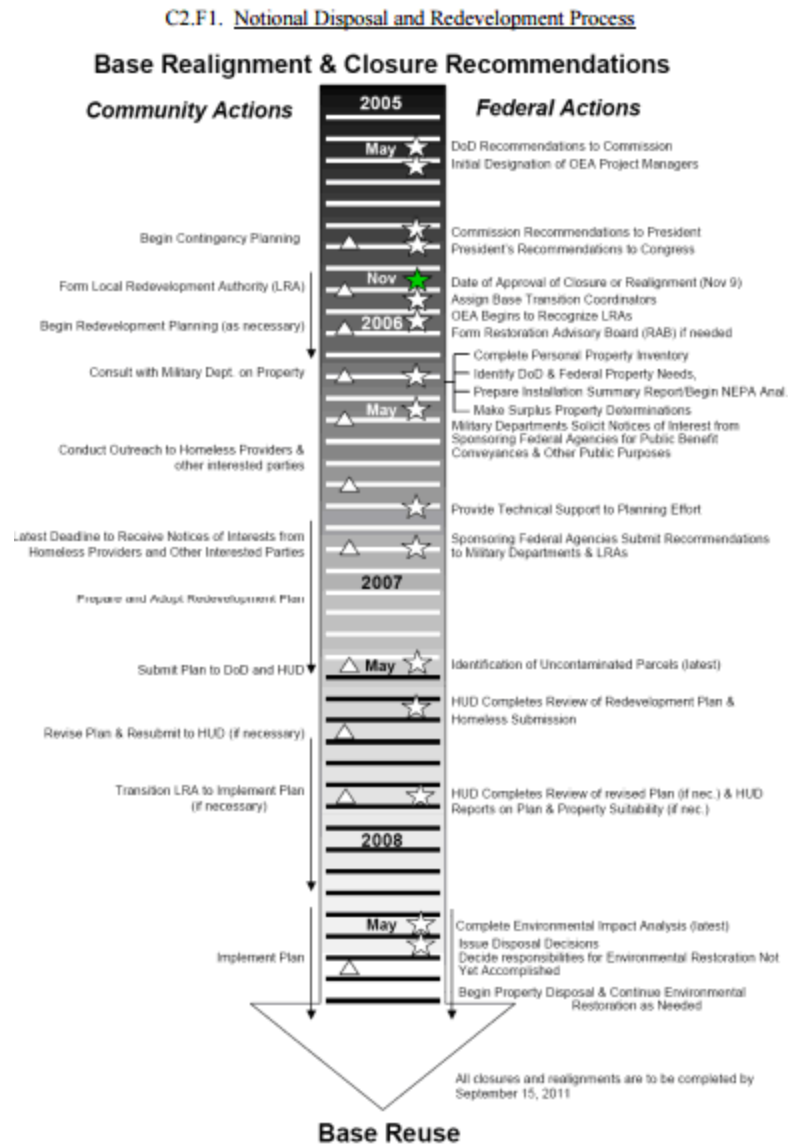 C2.F1. Notional Disposal and Redevelopment Process
Base Realignment & Closure Recommendations
Community Actions
2005
Federal Actions
May
DoD Recommendations to Commission
Initial Designation of OEA Project Managers
Begin Contingency Planning
Commission Recommendations to President
President's Recommendations to Congress
Form Local Redevelopment Authority (LRA)
Nov
Date of Approval of Closure or Realignment (Nov 9)
Assign Base Transition Coordinators
Begin Redevelopment Planning (as necessary)
2006
OEA Begins to Recognize LRAs
Form Restoration Advisory Board (RAB) if needed
Consult with Military Dept. on Property
Complete Personal Property Inventory
Identify DoD & Federal Property Needs,
Prepare Installation Summary Report/Begin NEPA Anal.
Make Surplus Property Determinations
May
Military Departments Solicit Notices of Interest from
Sponsoring Federal Agencies for Public Benefit
Conveyances & Other Public Purposes
Conduct Outreach to Homeless Providers &
other interested parties
Provide Technical Support to Planning Effort
Latest Deadline to Receive Notices of Interests from
Homeless Providers and Other Interested Parties
Sponsoring Federal Agencies Submit Recommendations
to Military Departments & LRAs
2007
Prepare and Adopt Redevelopment Plan
Submit Plan to DoD and HUD
May
Identification of Uncontaminated Parcels (latest)
HUD Completes Review of Redevelopment Plan &
Homeless Submission
Revise Plan & Resubmit to HUD (if necessary)
Transition LRA to Implement Plan
(if necessary)
HUD Completes Review of revised Plan (if nec.) & HUD
Reports on Plan & Property Suitability (if nec.)
2008
May
Complete Environmental Impact Analysis (latest)
Issue Disposal Decisions
Implement Plan
Decide responsibilities for Environmental Restoration Not
Yet Accomplished
Begin Property Disposal & Continue Environmental
Restoration as Needed
All closures and realignments are to be completed by
September 15, 2011
Base Reuse